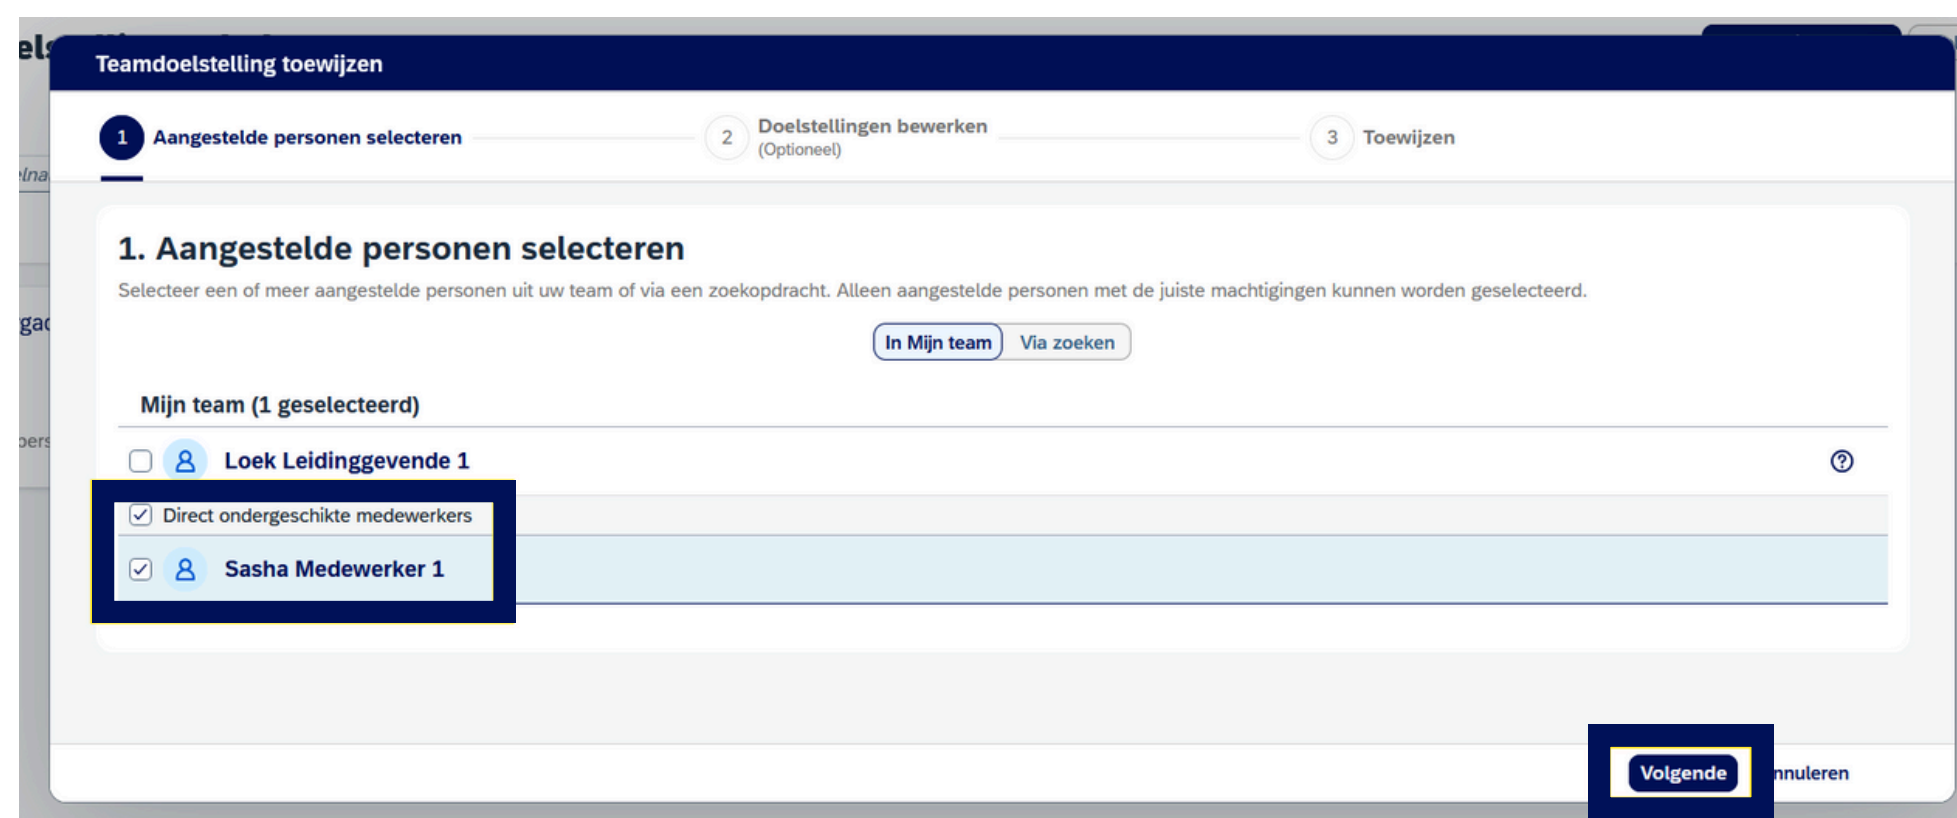 Teamdoelstelling toewijzen
1 Aangestelde personen selecteren
2 Doelstellingen bewerken
(Optioneel)
3 Toewijzen
1. Aangestelde personen selecteren
Selecteer een of meer aangestelde personen uit uw team of via een zoekopdracht. Alleen aangestelde personen met de juiste machtigingen kunnen worden geselecteerd.
In Mijn team Via zoeken
Mijn team (1 geselecteerd)
Loek Leidinggevende 1
Direct ondergeschikte medewerkers
Sasha Medewerker 1
Volgende nnuleren